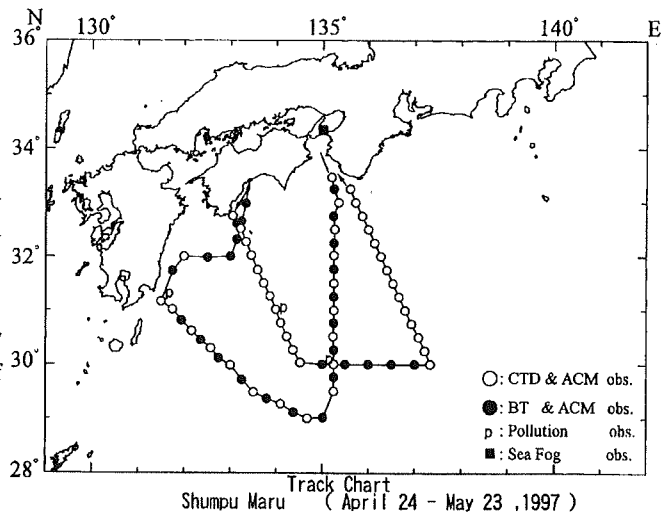 N 130° 135° 140° E
36°
34°
32°
30°
28°
○ : CTD & ACM obs.
● : BT & ACM obs.
p : Pollution obs.
■ : Sea Fog obs.
Track Chart
Shumpu Maru ( April 24 - May 23 ,1997 )